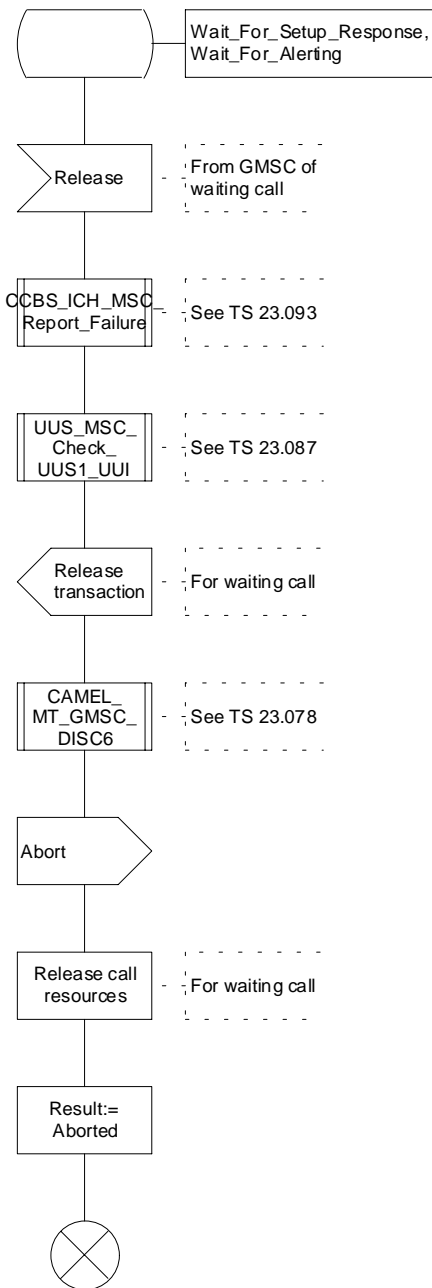 Wait_For_Setup_Response,
Wait_For_Alerting
Release
From GMSC of
waiting call
CCBS_ICH_MSC_
Report_Failure
See TS 23.093
UUS_MSC_
Check_
UUS1_UUI
See TS 23.087
Release
transaction
For waiting call
CAMEL_
MT_GMSC_
DISC6
See TS 23.078
Abort
Release call
resources
For waiting call
Result:=
Aborted